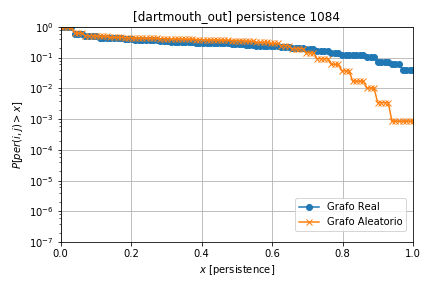 [dartmouth_out] persistence 1084
P[per(i,j) > x]
10⁰
10⁻¹
10⁻²
10⁻³
10⁻⁴
10⁻⁵
10⁻⁶
10⁻⁷
Grafo Real
Grafo Aleatorio
0.0 0.2 0.4 0.6 0.8 1.0
x [persistence]